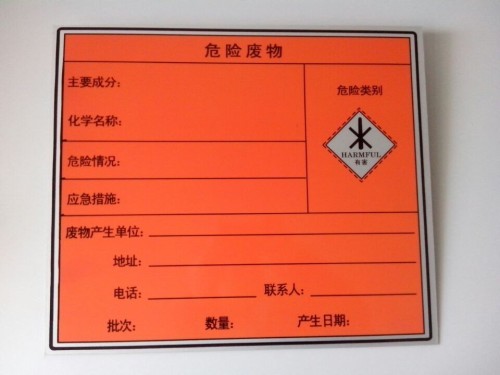 危险废物
主要成分：
化学名称：
危险情况：
应急措施：
危险类别
HARMFUL
有害
废物产生单位：
地址：
电话： 联系人：
批次： 数量： 产生日期：